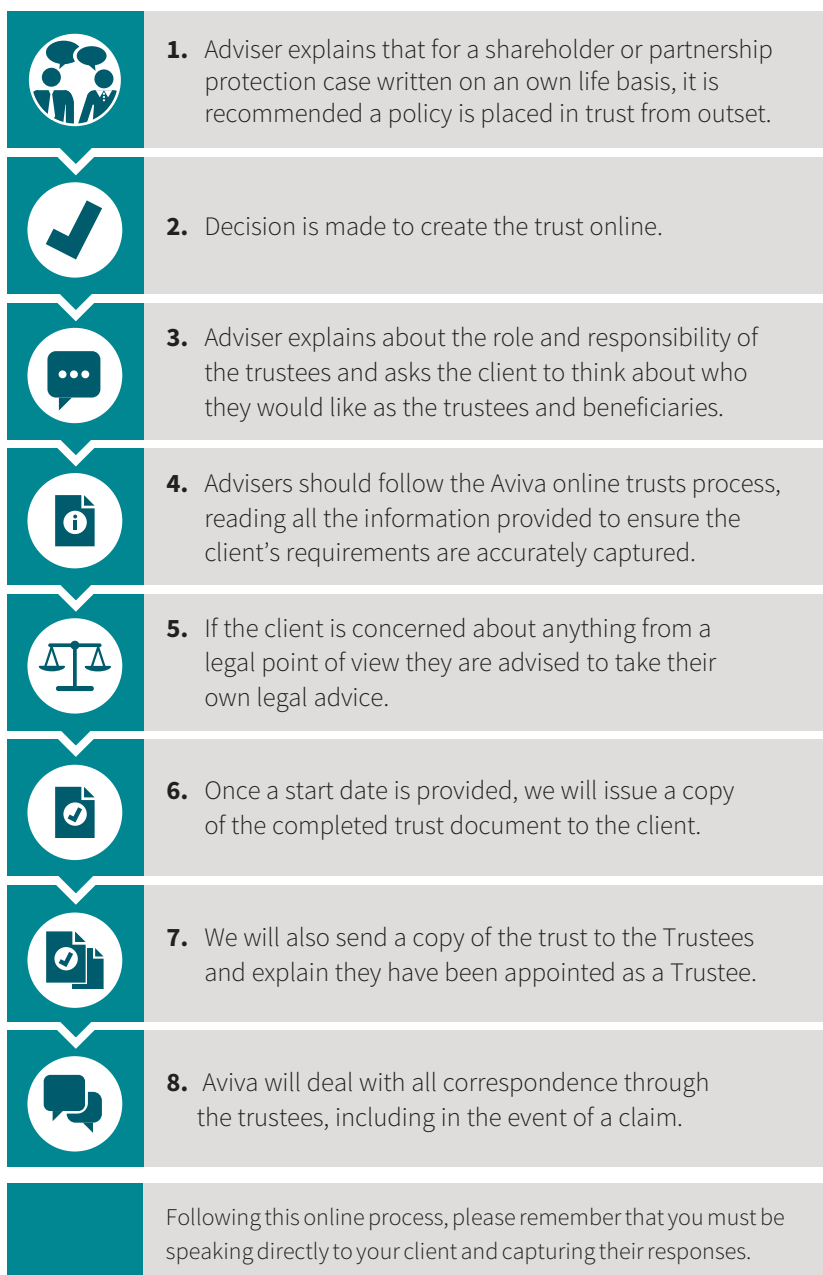 1. Adviser explains that for a shareholder or partnership
protection case written on an own life basis, it is
recommended a policy is placed in trust from outset.
2. Decision is made to create the trust online.
3. Adviser explains about the role and responsibility of
the trustees and asks the client to think about who
they would like as the trustees and beneficiaries.
4. Advisers should follow the Aviva online trusts process,
reading all the information provided to ensure the
client’s requirements are accurately captured.
5. If the client is concerned about anything from a
legal point of view they are advised to take their
own legal advice.
6. Once a start date is provided, we will issue a copy
of the completed trust document to the client.
7. We will also send a copy of the trust to the Trustees
and explain they have been appointed as a Trustee.
8. Aviva will deal with all correspondence through
the trustees, including in the event of a claim.
Following this online process, please remember that you must be
speaking directly to your client and capturing their responses.